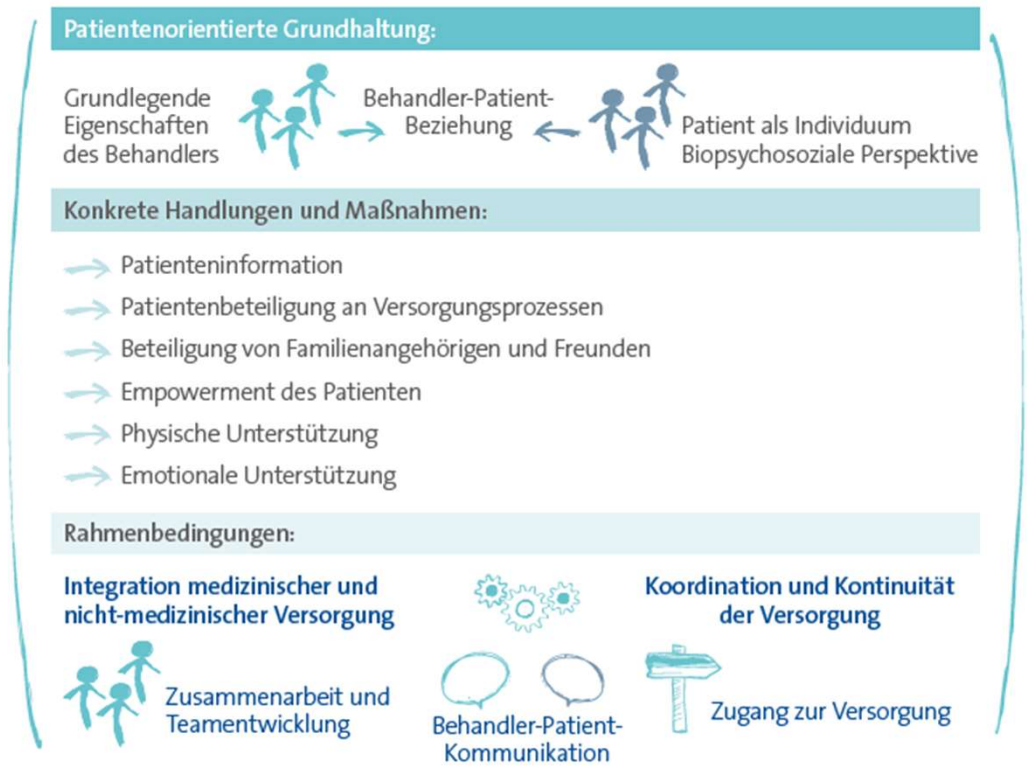 Patientenorientierte Grundhaltung:
Grundlegende
Eigenschaften
des Behandlers
Behandler-Patient-
Beziehung
Patient als Individuum
Biopsychosoziale Perspektive
Konkrete Handlungen und Maßnahmen:
Patienteninformation
Patientenbeteiligung an Versorgungsprozessen
Beteiligung von Familienangehörigen und Freunden
Empowerment des Patienten
Physische Unterstützung
Emotionale Unterstützung
Rahmenbedingungen:
Integration medizinischer und
nicht-medizinischer Versorgung
Koordination und Kontinuität
der Versorgung
Zusammenarbeit und
Teamentwicklung
Behandler-Patient-
Kommunikation
Zugang zur Versorgung